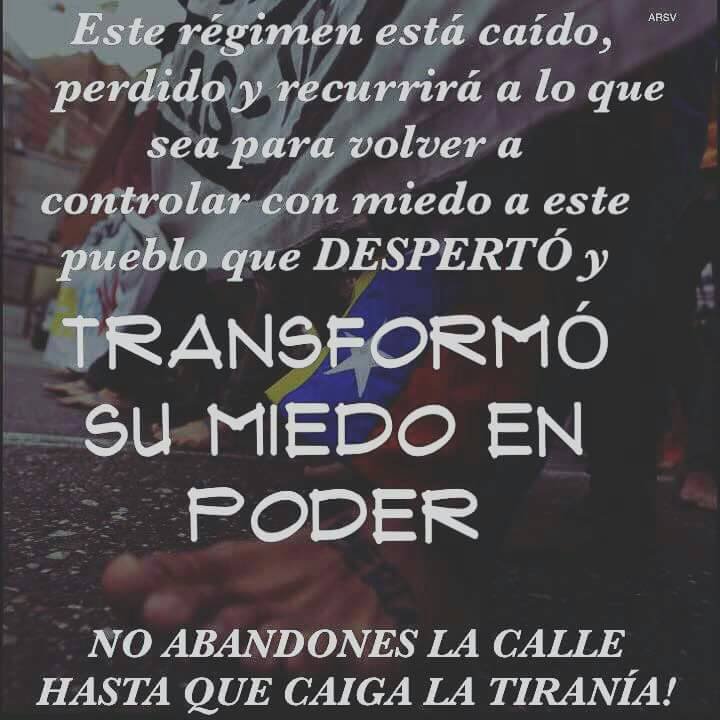 ARSV
Este régimen está caído,
perdido y recurrirá a lo que
sea para volver a
controlar con miedo a este
pueblo que DESPERTÓ y
TRANSFORMÓ
SU MIEDO EN
PODER
NO ABANDONES LA CALLE
HASTA QUE CAIGA LA TIRANÍA!